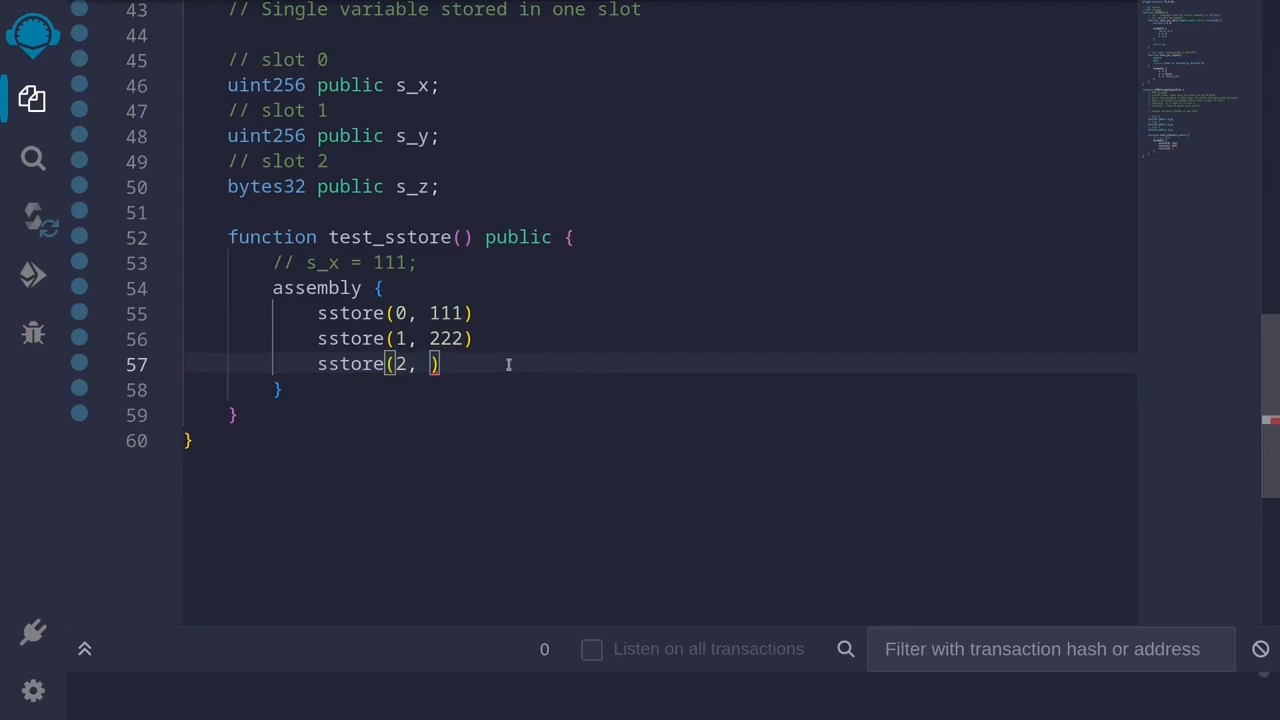 43 // Single variable stored in one slot
44
45 // slot 0
46 uint256 public s_x;
47 // slot 1
48 uint256 public s_y;
49 // slot 2
50 bytes32 public s_z;
51
52 function test_sstore() public {
53 // s_x = 111;
54 assembly {
55 sstore(0, 111)
56 sstore(1, 222)
57 sstore(2, )
58 }
59 }
60 }
0 Listen on all transactions Filter with transaction hash or address